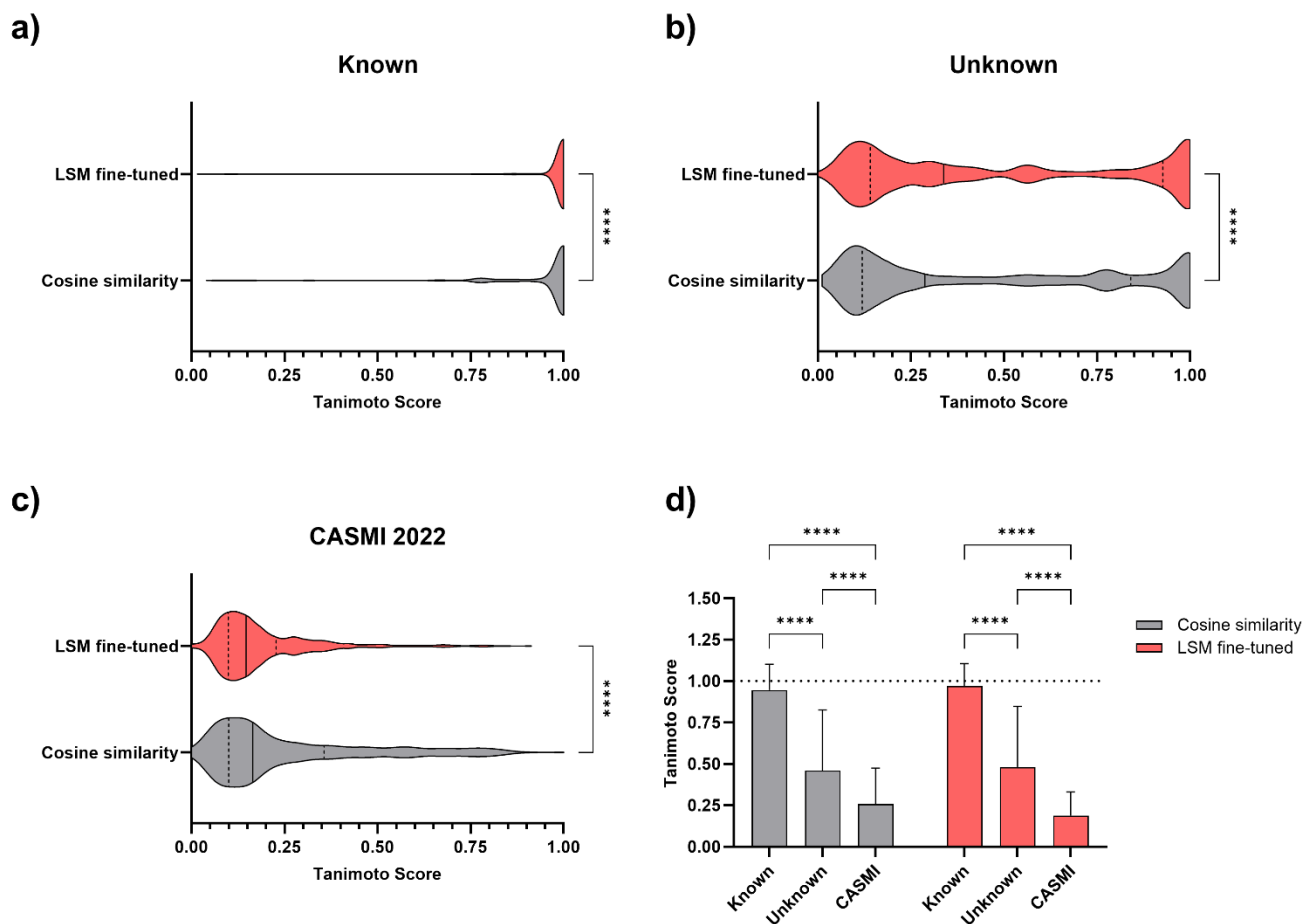 a)
Known
LSM fine-tuned
Cosine similarity
****
0.00 0.25 0.50 0.75 1.00
Tanimoto Score
b)
Unknown
LSM fine-tuned
Cosine similarity
****
0.00 0.25 0.50 0.75 1.00
Tanimoto Score
c)
CASMI 2022
LSM fine-tuned
Cosine similarity
****
0.00 0.25 0.50 0.75 1.00
Tanimoto Score
d)
**** ****
**** ****
**** ****
1.50
1.25
1.00
0.75
0.50
0.25
0.00
Tanimoto Score
Known Unknown CASMI Known Unknown CASMI
Cosine similarity
LSM fine-tuned